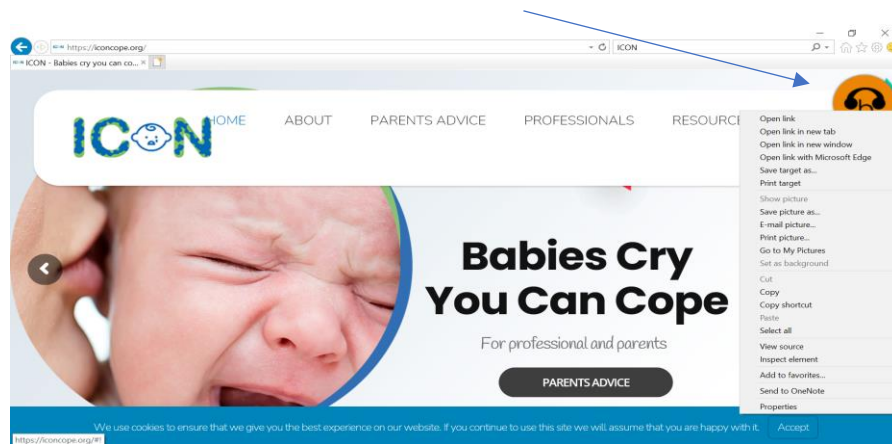 https://iconcope.org/
ICON
ICON - Babies cry you can co...
ICON
HOME ABOUT PARENTS ADVICE PROFESSIONALS RESOURCE
Open link
Open link in new tab
Open link in new window
Open link with Microsoft Edge
Save target as...
Print target
Show picture
Save picture as...
E-mail picture...
Print picture...
Go to My Pictures
Set as background
Cut
Copy
Copy shortcut
Paste
Select all
View source
Inspect element
Add to favorites...
Send to OneNote
Properties
Babies Cry
You Can Cope
For professional and parents
PARENTS ADVICE
We use cookies to ensure that we give you the best experience on our website. If you continue to use this site we will assume that you are happy with it. Accept
https://iconcope.org/#!